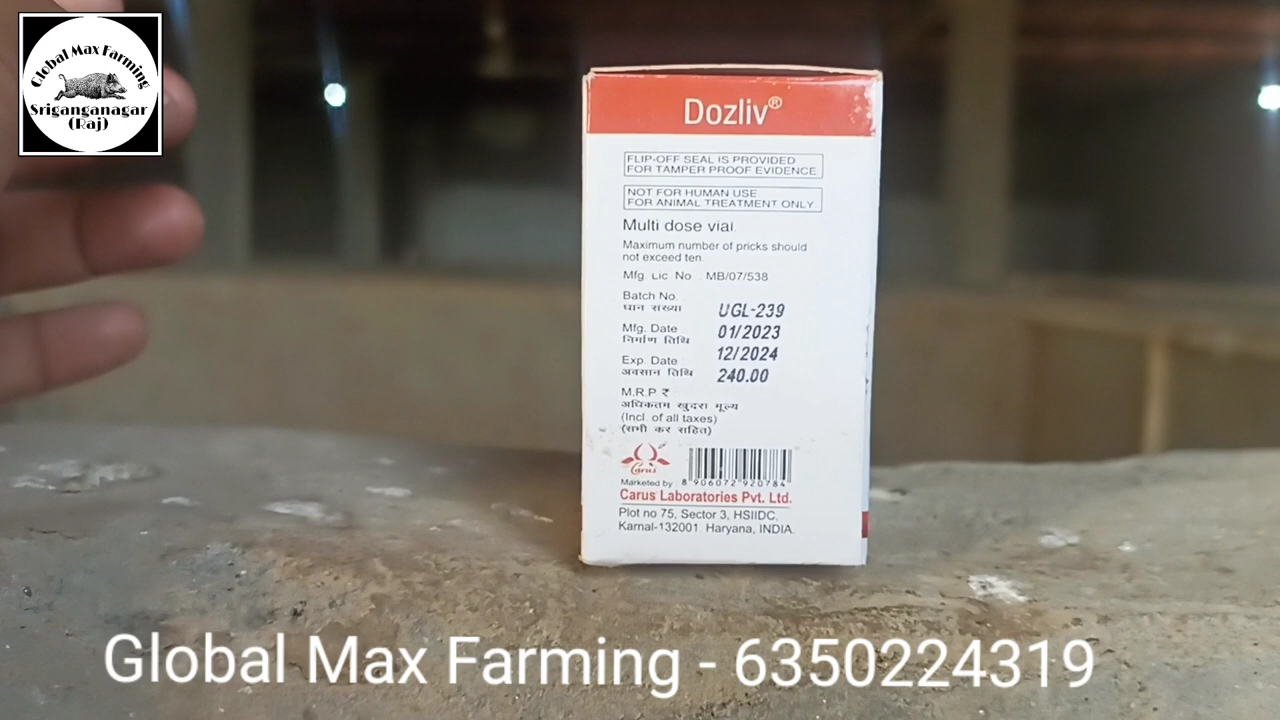 Global Max Farming
Sriganganagar
(Raj)
Dozliv®
FLIP-OFF SEAL IS PROVIDED
FOR TAMPER PROOF EVIDENCE
NOT FOR HUMAN USE
FOR ANIMAL TREATMENT ONLY
Multi dose vial.
Maximum number of pricks should
not exceed ten.
Mfg. Lic No. MB/07/538
Batch No.
घान संख्या
UGL-239
Mfg. Date
निर्माण तिथि
01/2023
Exp. Date
अवसान तिथि
12/2024
240.00
M.R.P ₹
अधिकतम खुदरा मूल्य
(Incl. of all taxes)
(सभी कर सहित)
Carus
8 906072 920784
Marketed by
Carus Laboratories Pvt. Ltd.
Plot no 75, Sector 3, HSIIDC,
Karnal-132001 Haryana, INDIA.
Global Max Farming - 6350224319